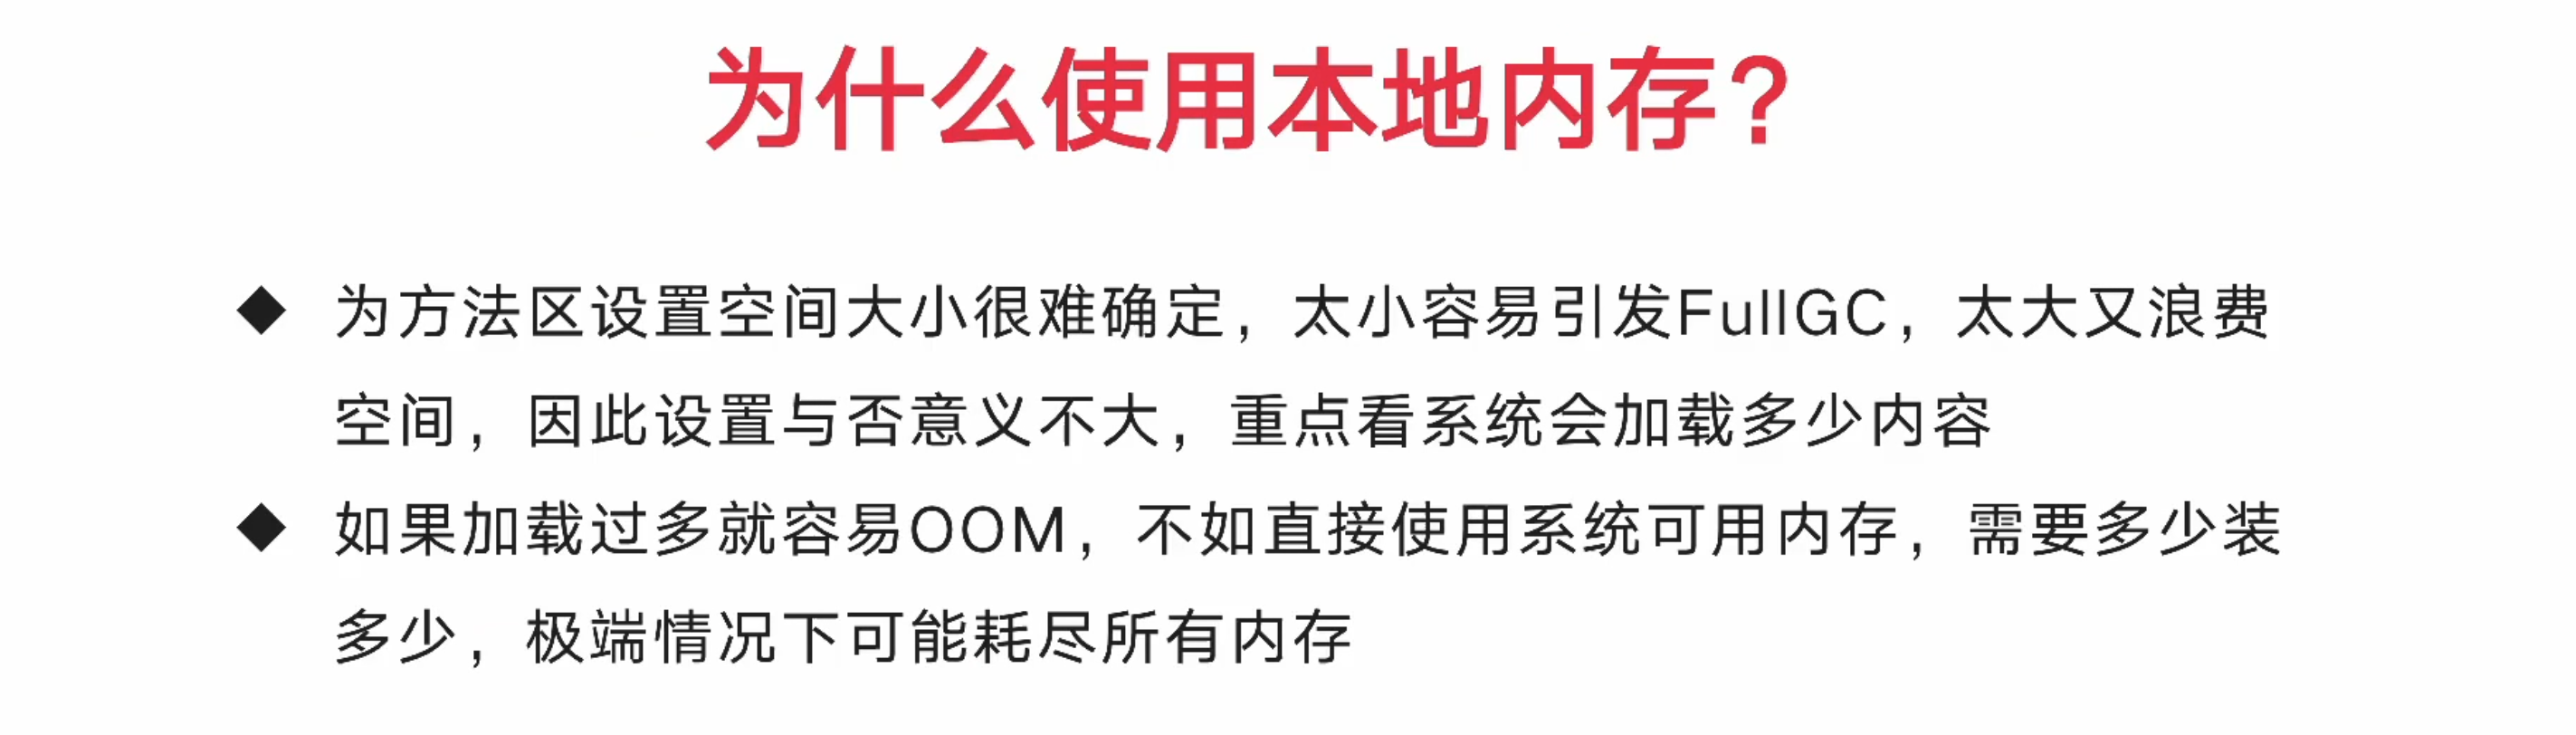 为什么使用本地内存？
◆ 为方法区设置空间大小很难确定，太小容易引发FullGC，太大又浪费
空间，因此设置与否意义不大，重点看系统会加载多少内容
◆ 如果加载过多就容易OOM，不如直接使用系统可用内存，需要多少装
多少，极端情况下可能耗尽所有内存